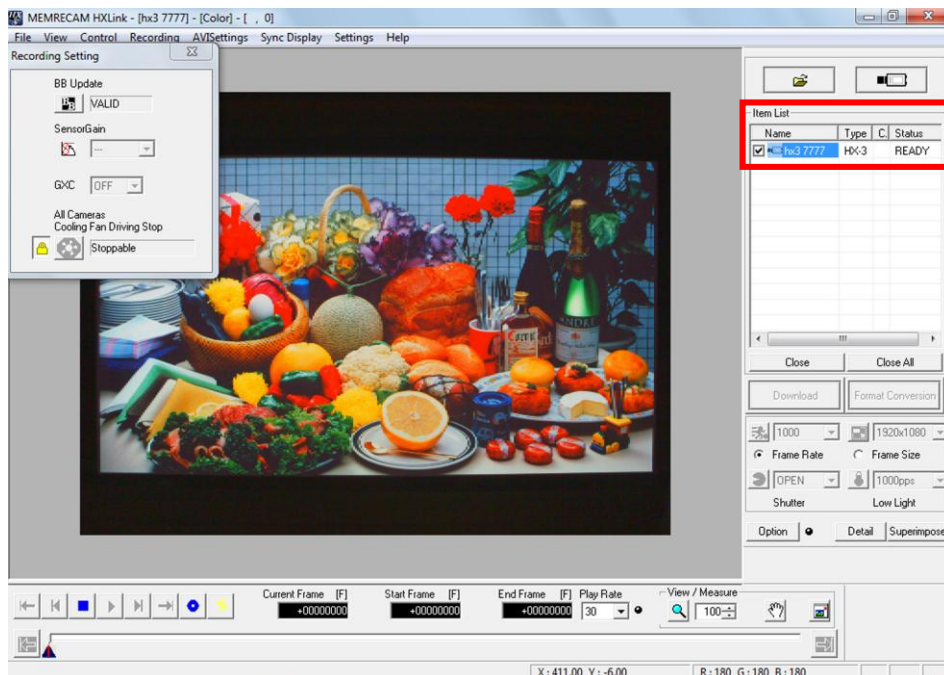 MEMRECAM HXLink - [hx3 7777] - [Color] - [ , 0]
File View Control Recording AVISettings Sync Display Settings Help
Recording Setting
BB Update
VALID
SensorGain
---
GXC OFF
All Cameras
Cooling Fan Driving Stop
Stoppable
ANDRE
Item List
Name Type C. Status
hx3 7777 HX-3 READY
Close Close All
Download Format Conversion
1000 1920x1080
Frame Rate Frame Size
OPEN 1000pps
Shutter Low Light
Option Detail Superimpose
Current Frame [F] Start Frame [F] End Frame [F] Play Rate View / Measure
+00000000 +00000000 +00000000 30 100
X : 411.00 Y : -6.00 R : 180 G : 180 B : 180